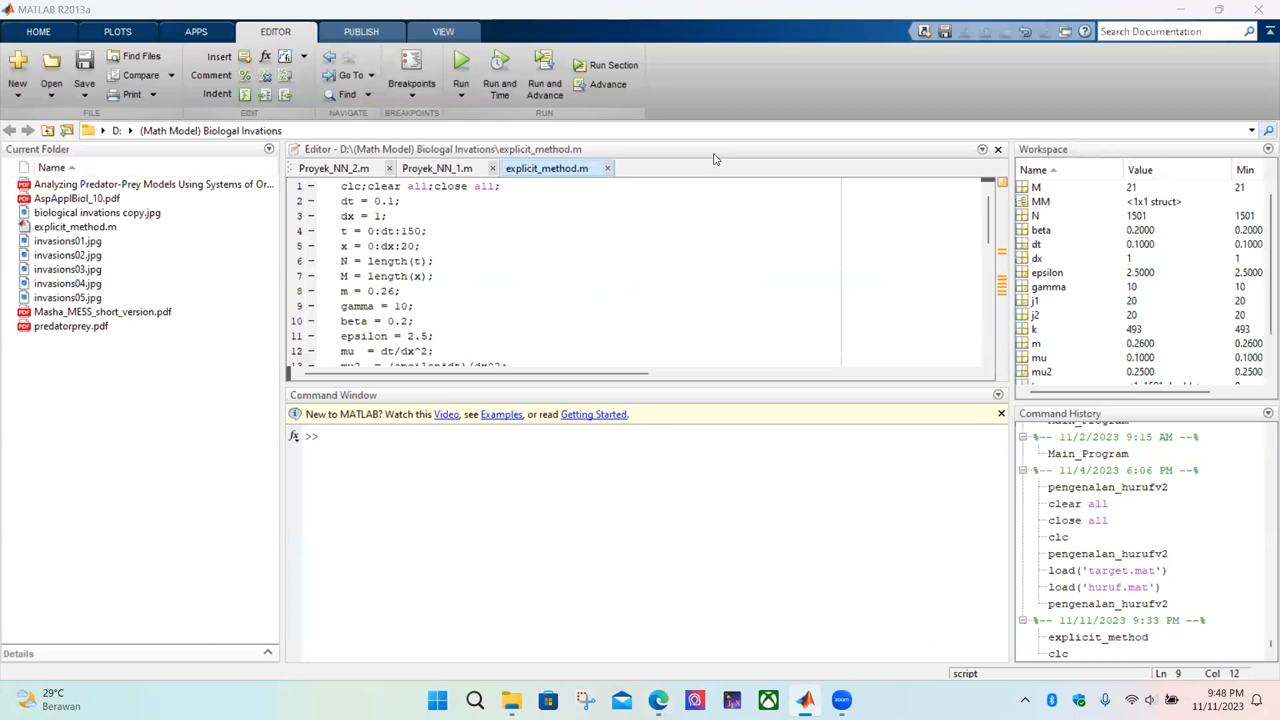 MATLAB R2013a
HOME PLOTS APPS EDITOR PUBLISH VIEW Search Documentation
New Open Save Find Files Compare Print
FILE
Insert Comment Indent
EDIT
Go To Find
NAVIGATE
Breakpoints
BREAKPOINTS
Run Run and Time Run and Advance Run Section Advance
RUN
D: (Math Model) Biologal Invations
Current Folder
Name
Analyzing Predator-Prey Models Using Systems of Or...
AspApplBiol_10.pdf
biological invations copy.jpg
explicit_method.m
invasions01.jpg
invasions02.jpg
invasions03.jpg
invasions04.jpg
invasions05.jpg
Masha_MESS_short_version.pdf
predatorprey.pdf
Details
Editor - D:\(Math Model) Biologal Invations\explicit_method.m
Proyek_NN_2.m Proyek_NN_1.m explicit_method.m
1 clc;clear all;close all;
2 dt = 0.1;
3 dx = 1;
4 t = 0:dt:150;
5 x = 0:dx:20;
6 N = length(t);
7 M = length(x);
8 m = 0.26;
9 gamma = 10;
10 beta = 0.2;
11 epsilon = 2.5;
12 mu = dt/dx^2;
13 mu2 = (epsilon*dt)/(dx^2;
Command Window
New to MATLAB? Watch this Video, see Examples, or read Getting Started.
fx >>
Workspace
Name Value Min
M 21 21
MM <1x1 struct>
N 1501 1501
beta 0.2000 0.2000
dt 0.1000 0.1000
dx 1 1
epsilon 2.5000 2.5000
gamma 10 10
j1 20 20
j2 20 20
k 493 493
m 0.2600 0.2600
mu 0.1000 0.1000
mu2 0.2500 0.2500
Command History
Main_Program
%-- 11/2/2023 9:15 AM --%
Main_Program
%-- 11/4/2023 6:06 PM --%
pengenalan_hurufv2
clear all
close all
clc
pengenalan_hurufv2
load('target.mat')
load('huruf.mat')
pengenalan_hurufv2
%-- 11/11/2023 9:33 PM --%
explicit_method
clc
script Ln 9 Col 12
29°C
Berawan
9:48 PM
11/11/2023